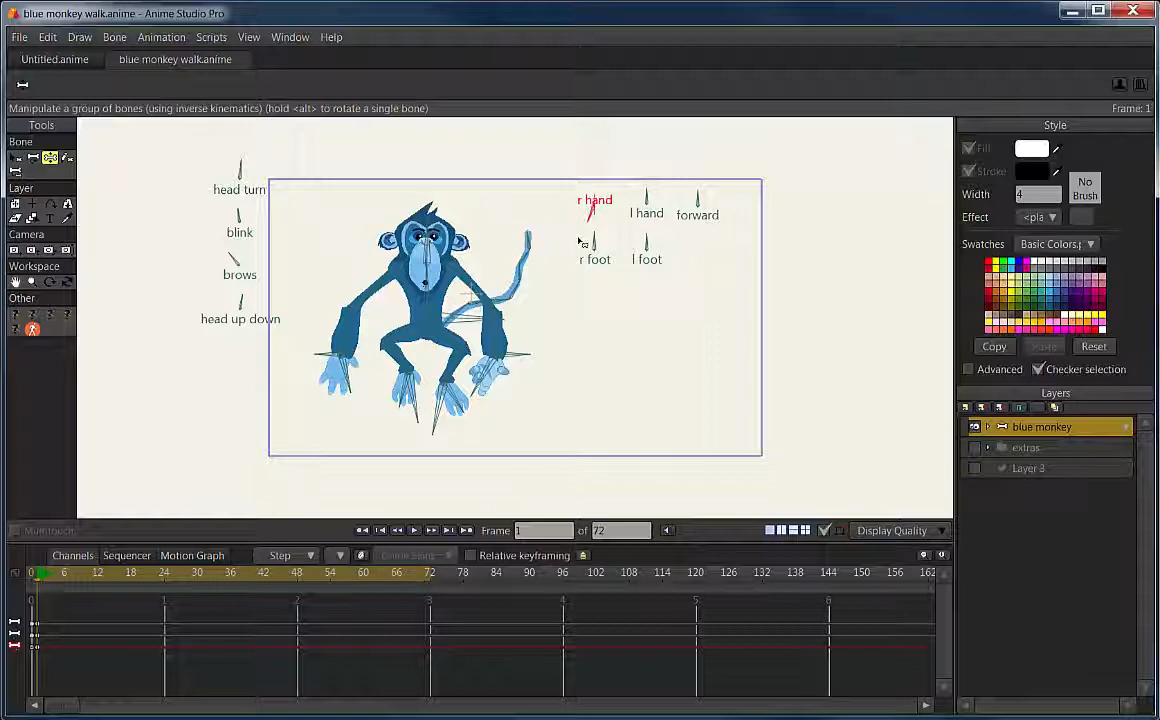 blue monkey walk.anime - Anime Studio Pro
File Edit Draw Bone Animation Scripts View Window Help
Untitled.anime blue monkey walk.anime
Manipulate a group of bones (using inverse kinematics) (hold <alt> to rotate a single bone) Frame: 1
Tools
Bone
Layer
Camera
Workspace
Other
head turn
blink
brows
head up down
r hand
l hand
forward
r foot
l foot
Style
Fill
Stroke
Width 4
No Brush
Effect <pla
Swatches Basic Colors.
Copy Reset
Advanced Checker selection
Layers
blue monkey
extras
Layer 3
Multitouch Frame 1 of 72 Display Quality
Channels Sequencer Motion Graph Step Relative keyframing
0 6 12 18 24 30 36 42 48 54 60 66 72 78 84 90 96 102 108 114 120 126 132 138 144 150 156 162
0 1 2 3 4 5 6